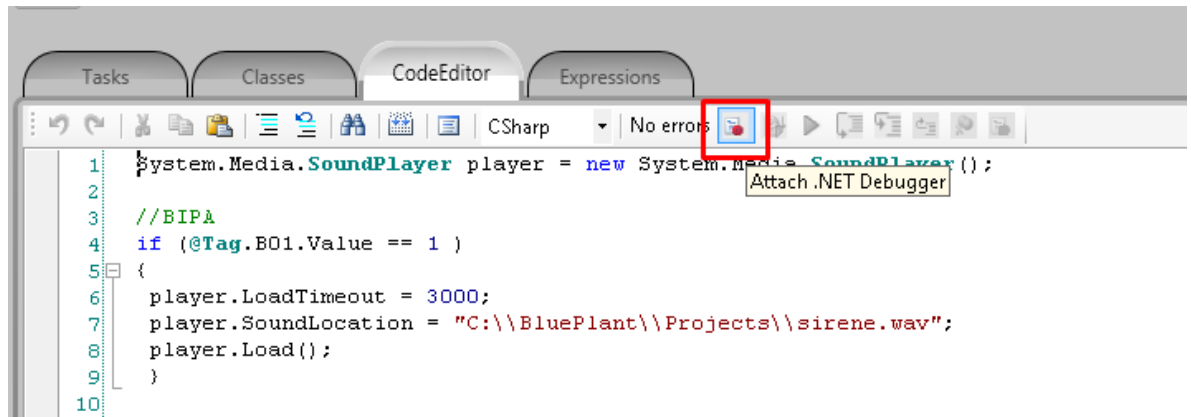 Tasks Classes CodeEditor Expressions
CSharp No errors
1 System.Media.SoundPlayer player = new System.Media.SoundPlayer();
Attach .NET Debugger
2
3 //BIPA
4 if (@Tag.BO1.Value == 1 )
5 {
6 player.LoadTimeout = 3000;
7 player.SoundLocation = "C:\\BluePlant\\Projects\\sirene.wav";
8 player.Load();
9 }
10